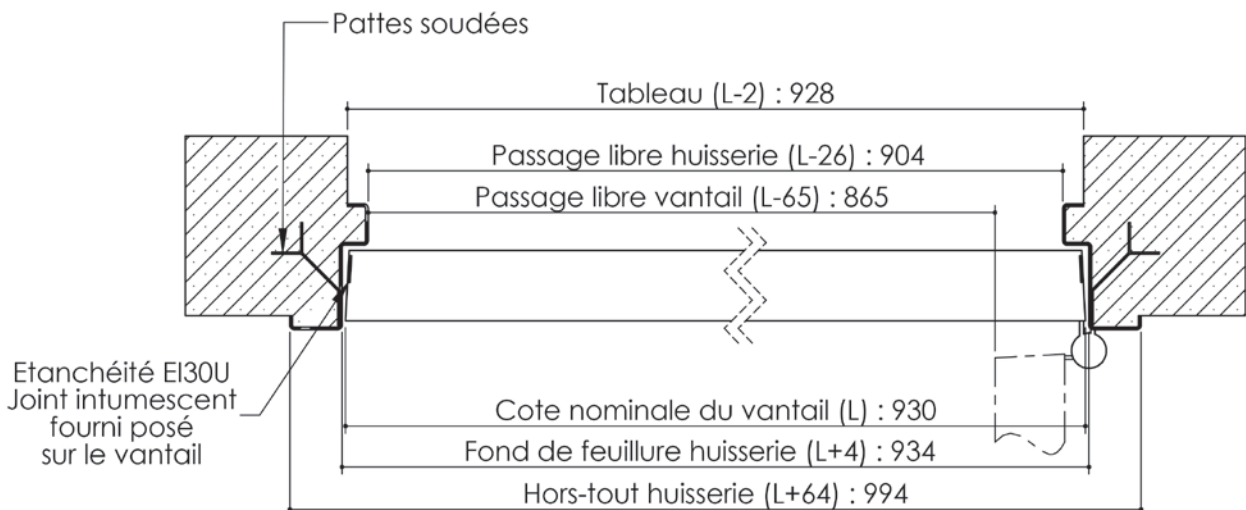 Pattes soudées
Tableau (L-2) : 928
Passage libre huisserie (L-26) : 904
Passage libre vantail (L-65) : 865
Etanchéité EI30U
Joint intumescent
fourni posé
sur le vantail
Cote nominale du vantail (L) : 930
Fond de feuillure huisserie (L+4) : 934
Hors-tout huisserie (L+64) : 994